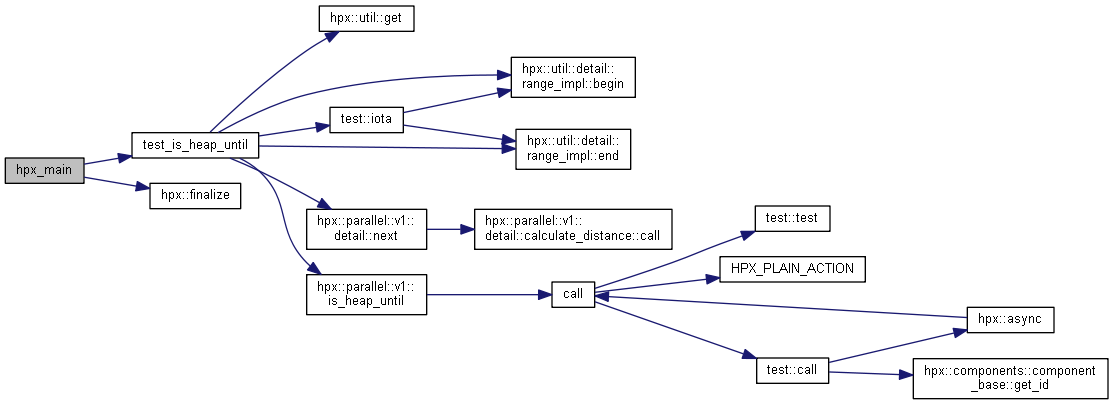 hpx_main
test_is_heap_until
hpx::finalize
hpx::util::get
hpx::util::detail::
range_impl::begin
test::iota
hpx::util::detail::
range_impl::end
hpx::parallel::v1::
detail::next
hpx::parallel::v1::
detail::calculate_distance::call
hpx::parallel::v1::
is_heap_until
call
test::test
HPX_PLAIN_ACTION
test::call
hpx::async
hpx::components::component
_base::get_id